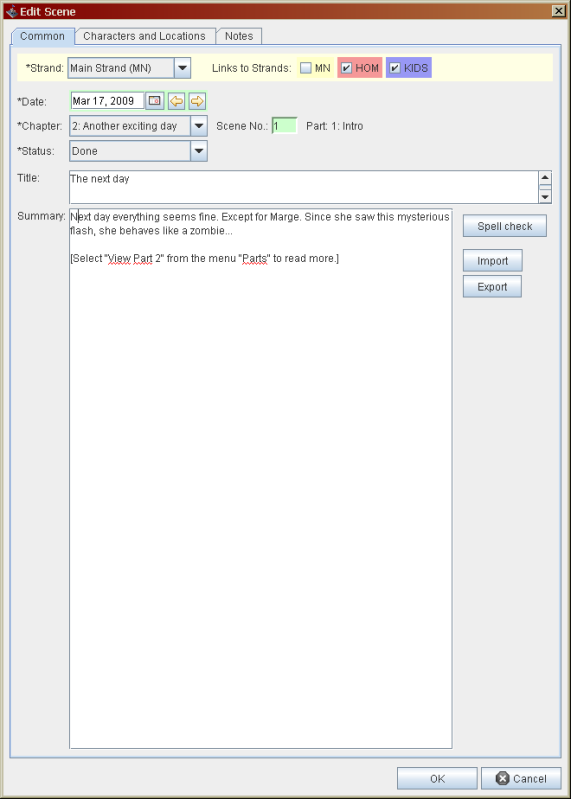 Edit Scene
Common Characters and Locations Notes
*Strand: Main Strand (MN) Links to Strands: MN HOM KIDS
*Date: Mar 17, 2009
*Chapter: 2: Another exciting day Scene No.: 1 Part: 1: Intro
*Status: Done
Title: The next day
Summary: Next day everything seems fine. Except for Marge. Since she saw this mysterious
flash, she behaves like a zombie...
Spell check
[Select "View Part 2" from the menu "Parts" to read more.]
Import
Export
OK Cancel